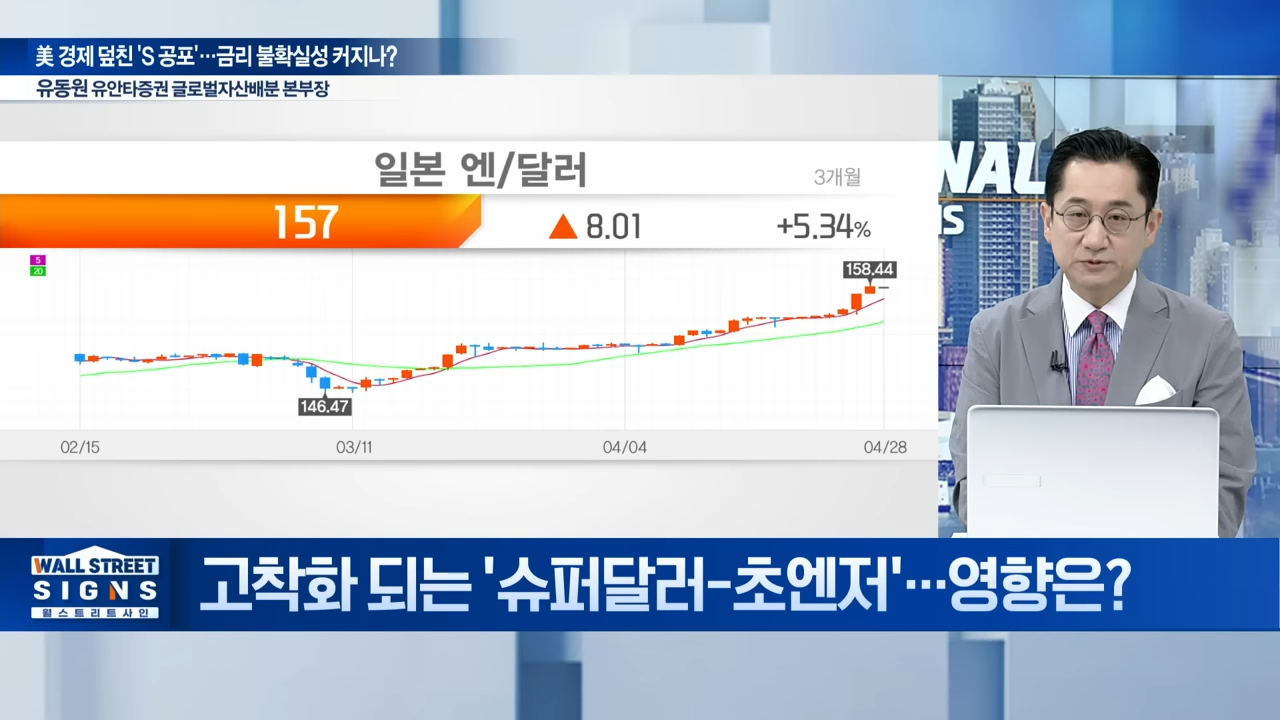 美 경제 덮친 'S 공포'…금리 불확실성 커지나?
유동원 유안타증권 글로벌자산배분 본부장
일본 엔/달러
3개월
157
▲ 8.01
+5.34%
5
20
158.44
146.47
02/15
03/11
04/04
04/28
NAL
IS
WALL STREET
SIGNS
월스트리트사인
고착화 되는 '슈퍼달러-초엔저'…영향은?